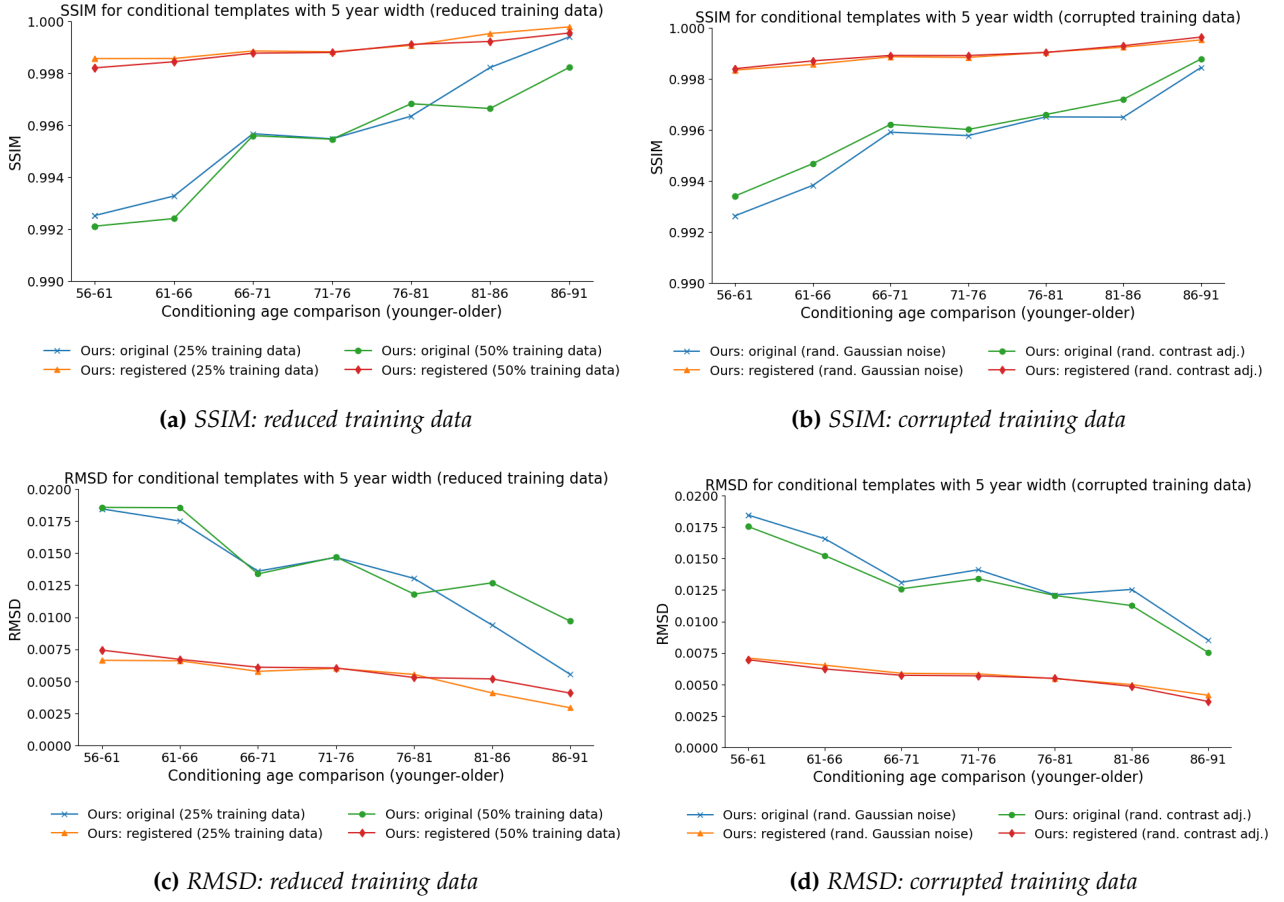 SSIM for conditional templates with 5 year width (reduced training data)
1.000
0.998
0.996
0.994
0.992
0.990
SSIM
56-61 61-66 66-71 71-76 76-81 81-86 86-91
Conditioning age comparison (younger-older)
Ours: original (25% training data) Ours: original (50% training data)
Ours: registered (25% training data) Ours: registered (50% training data)
(a) SSIM: reduced training data
SSIM for conditional templates with 5 year width (corrupted training data)
1.000
0.998
0.996
0.994
0.992
0.990
SSIM
56-61 61-66 66-71 71-76 76-81 81-86 86-91
Conditioning age comparison (younger-older)
Ours: original (rand. Gaussian noise) Ours: original (rand. contrast adj.)
Ours: registered (rand. Gaussian noise) Ours: registered (rand. contrast adj.)
(b) SSIM: corrupted training data
RMSD for conditional templates with 5 year width (reduced training data)
0.0200
0.0175
0.0150
0.0125
0.0100
0.0075
0.0050
0.0025
0.0000
RMSD
56-61 61-66 66-71 71-76 76-81 81-86 86-91
Conditioning age comparison (younger-older)
Ours: original (25% training data) Ours: original (50% training data)
Ours: registered (25% training data) Ours: registered (50% training data)
(c) RMSD: reduced training data
RMSD for conditional templates with 5 year width (corrupted training data)
0.0200
0.0175
0.0150
0.0125
0.0100
0.0075
0.0050
0.0025
0.0000
RMSD
56-61 61-66 66-71 71-76 76-81 81-86 86-91
Conditioning age comparison (younger-older)
Ours: original (rand. Gaussian noise) Ours: original (rand. contrast adj.)
Ours: registered (rand. Gaussian noise) Ours: registered (rand. contrast adj.)
(d) RMSD: corrupted training data